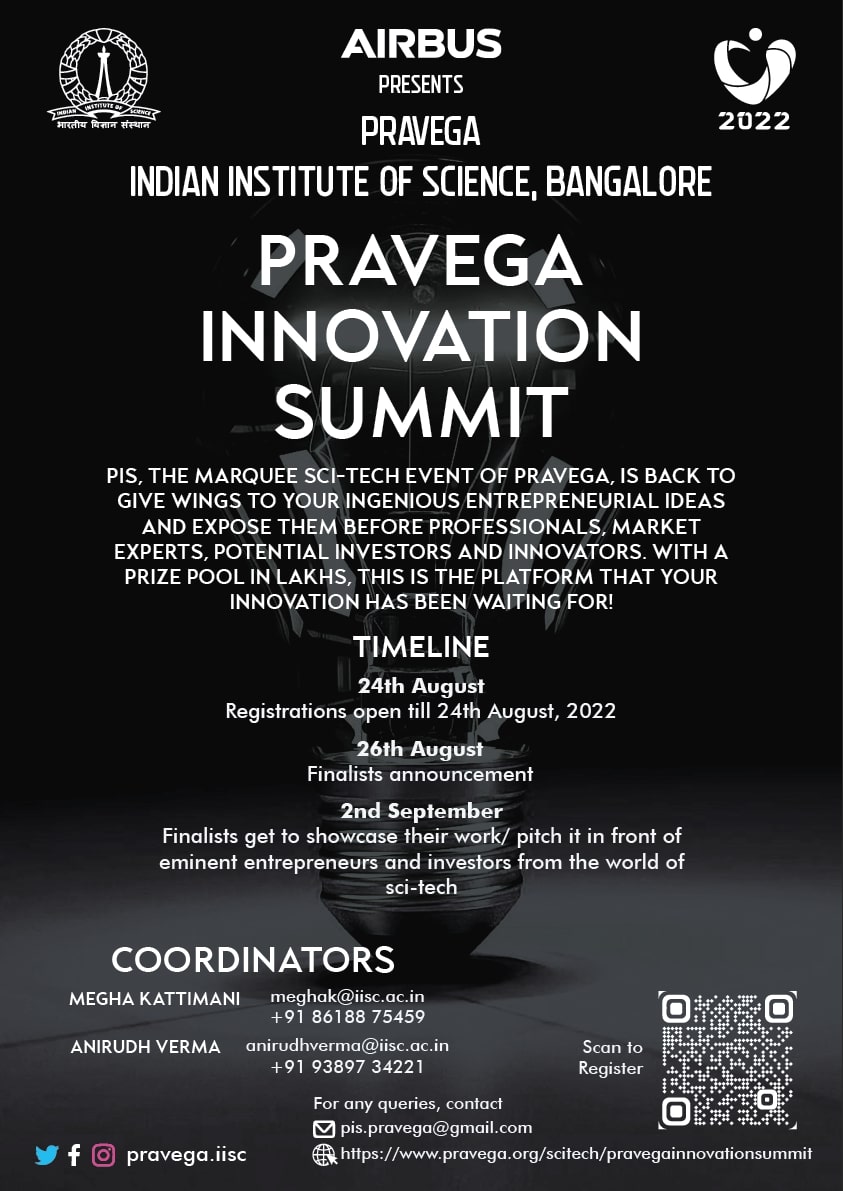 AIRBUS
PRESENTS
PRAVEGA
INDIAN INSTITUTE OF SCIENCE, BANGALORE
INDIAN INSTITUTE OF SCIENCE
भारतीय विज्ञान संस्थान
2022
PRAVEGA
INNOVATION
SUMMIT
PIS, THE MARQUEE SCI-TECH EVENT OF PRAVEGA, IS BACK TO
GIVE WINGS TO YOUR INGENIOUS ENTREPRENEURIAL IDEAS
AND EXPOSE THEM BEFORE PROFESSIONALS, MARKET
EXPERTS, POTENTIAL INVESTORS AND INNOVATORS. WITH A
PRIZE POOL IN LAKHS, THIS IS THE PLATFORM THAT YOUR
INNOVATION HAS BEEN WAITING FOR!
TIMELINE
24th August
Registrations open till 24th August, 2022
26th August
Finalists announcement
2nd September
Finalists get to showcase their work/ pitch it in front of
eminent entrepreneurs and investors from the world of
sci-tech
COORDINATORS
MEGHA KATTIMANI meghak@iisc.ac.in
+91 86188 75459
ANIRUDH VERMA anirudhverma@iisc.ac.in
+91 93897 34221
Scan to
Register
For any queries, contact
pis.pravega@gmail.com
pravega.iisc https://www.pravega.org/scitech/pravegainnovationsummit